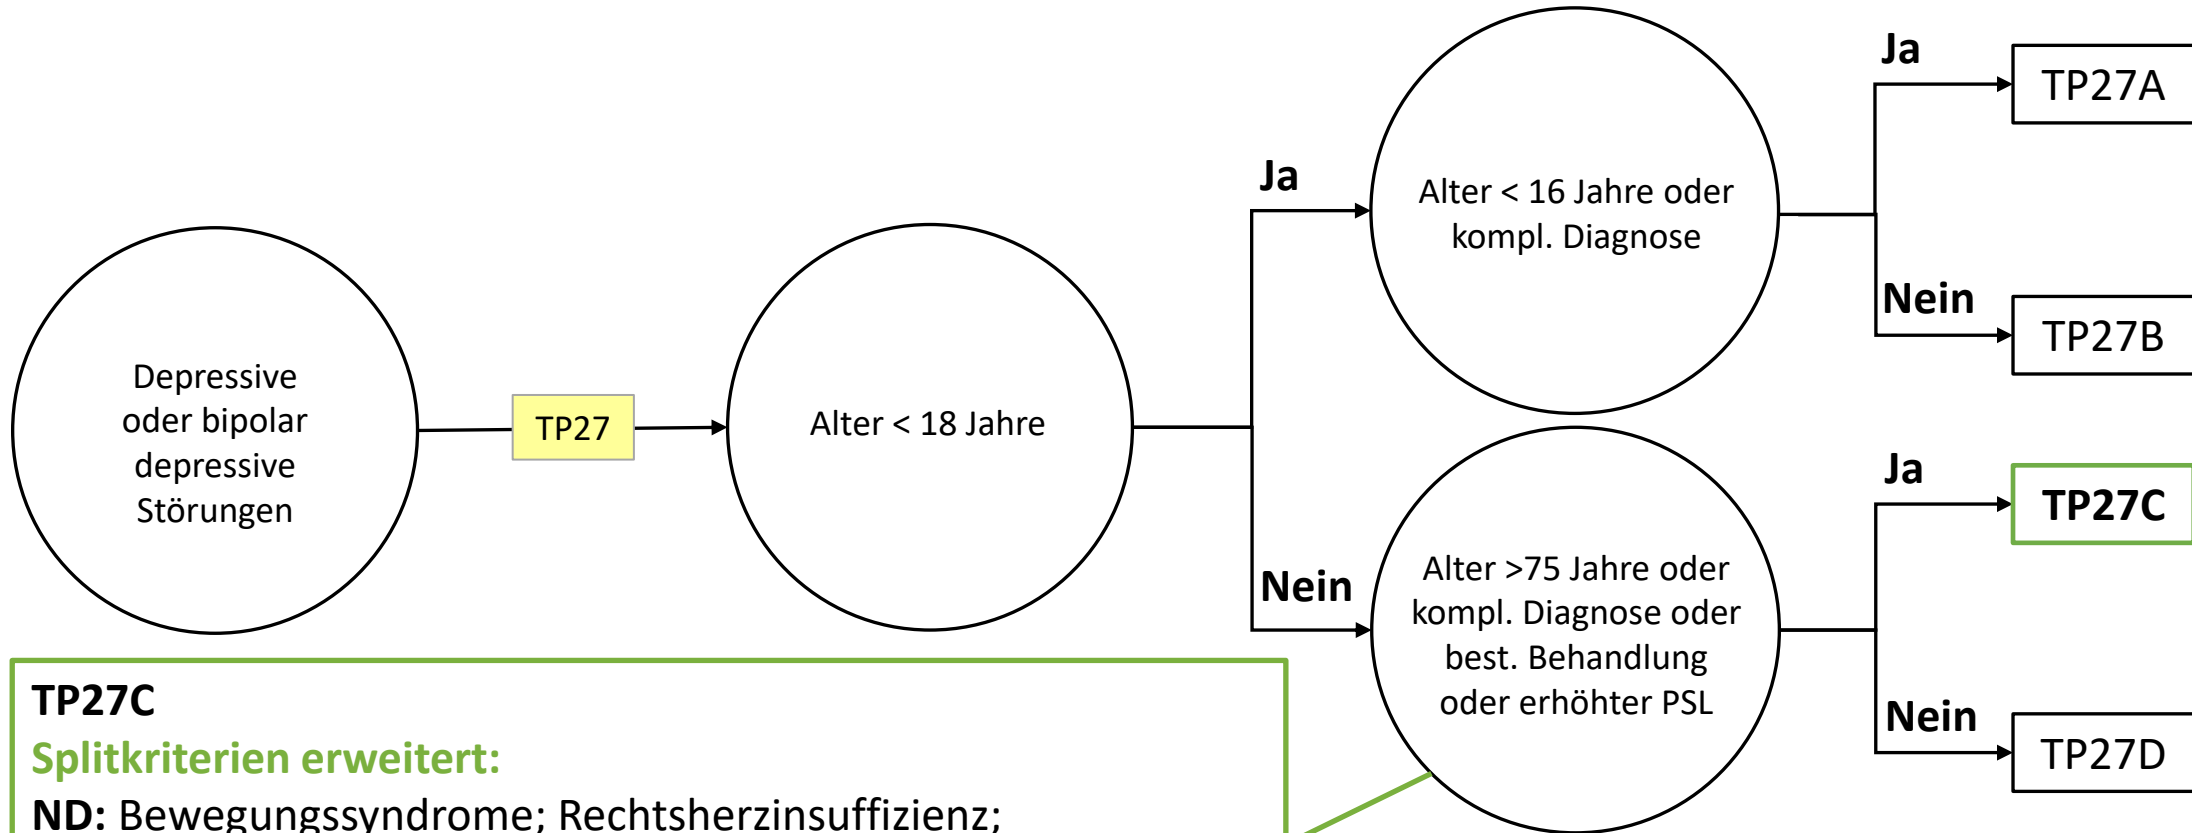 Depressive
oder bipolar
depressive
Störungen
TP27
Alter < 18 Jahre
Ja
Alter < 16 Jahre oder
kompl. Diagnose
Ja
TP27A
Nein
TP27B
Nein
Alter >75 Jahre oder
kompl. Diagnose oder
best. Behandlung
oder erhöhter PSL
Ja
TP27C
Nein
TP27D
TP27C
Splitkriterien erweitert:
ND: Bewegungssyndrome; Rechtsherzinsuffizienz;